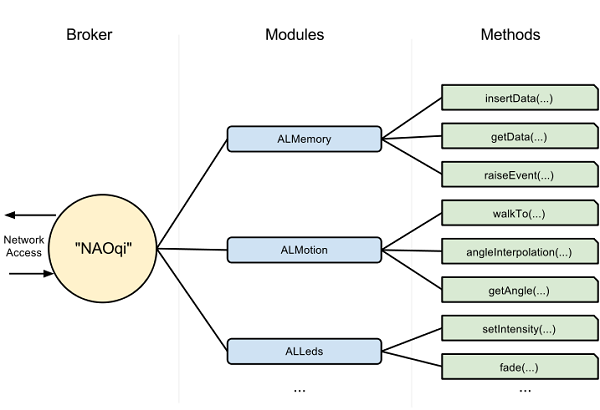 Broker
Modules
Methods
Network
Access
"NAOqi"
ALMemory
insertData(...)
getData(...)
raiseEvent(...)
ALMotion
walkTo(...)
angleInterpolation(...)
getAngle(...)
ALLeds
setIntensity(...)
fade(...)
...
...